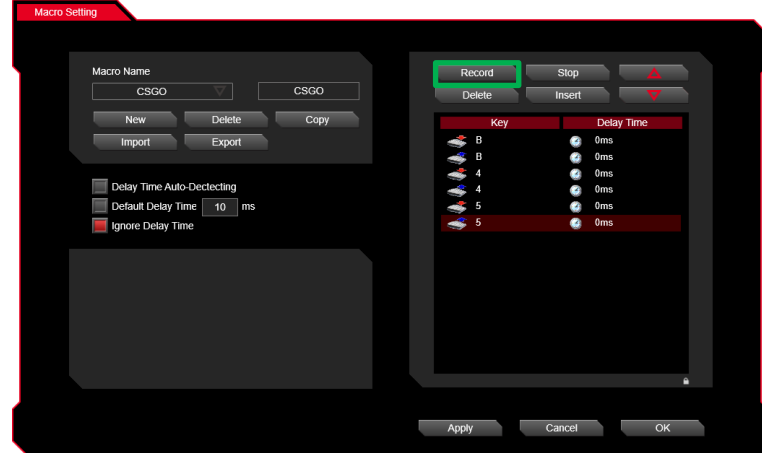 Macro Setting
Macro Name
CSGO CSGO
New Delete Copy
Import Export
Delay Time Auto-Dectecting
Default Delay Time 10 ms
Ignore Delay Time
Record Stop
Delete Insert
Key Delay Time
B 0ms
B 0ms
4 0ms
4 0ms
5 0ms
5 0ms
Apply Cancel OK